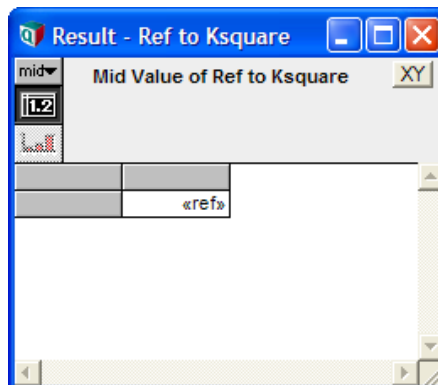 Result - Ref to Ksquare
mid
Mid Value of Ref to Ksquare
XY
1.2
«ref»